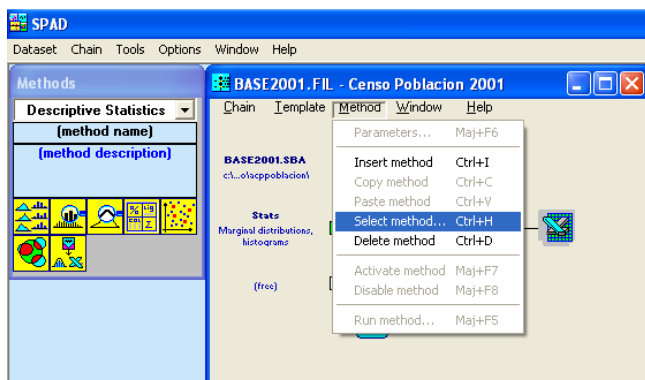 SPAD
Dataset Chain Tools Options Window Help
Methods
Descriptive Statistics
(method name)
(method description)
BASE2001.FIL - Censo Poblacion 2001
Chain Template Method Window Help
BASE2001.SBA
c:\...o\acppoblacion\
Stats
Marginal distributions,
histograms
(free)
Parameters... Maj+F6
Insert method Ctrl+I
Copy method Ctrl+C
Paste method Ctrl+V
Select method... Ctrl+H
Delete method Ctrl+D
Activate method Maj+F7
Disable method Maj+F8
Run method... Maj+F5